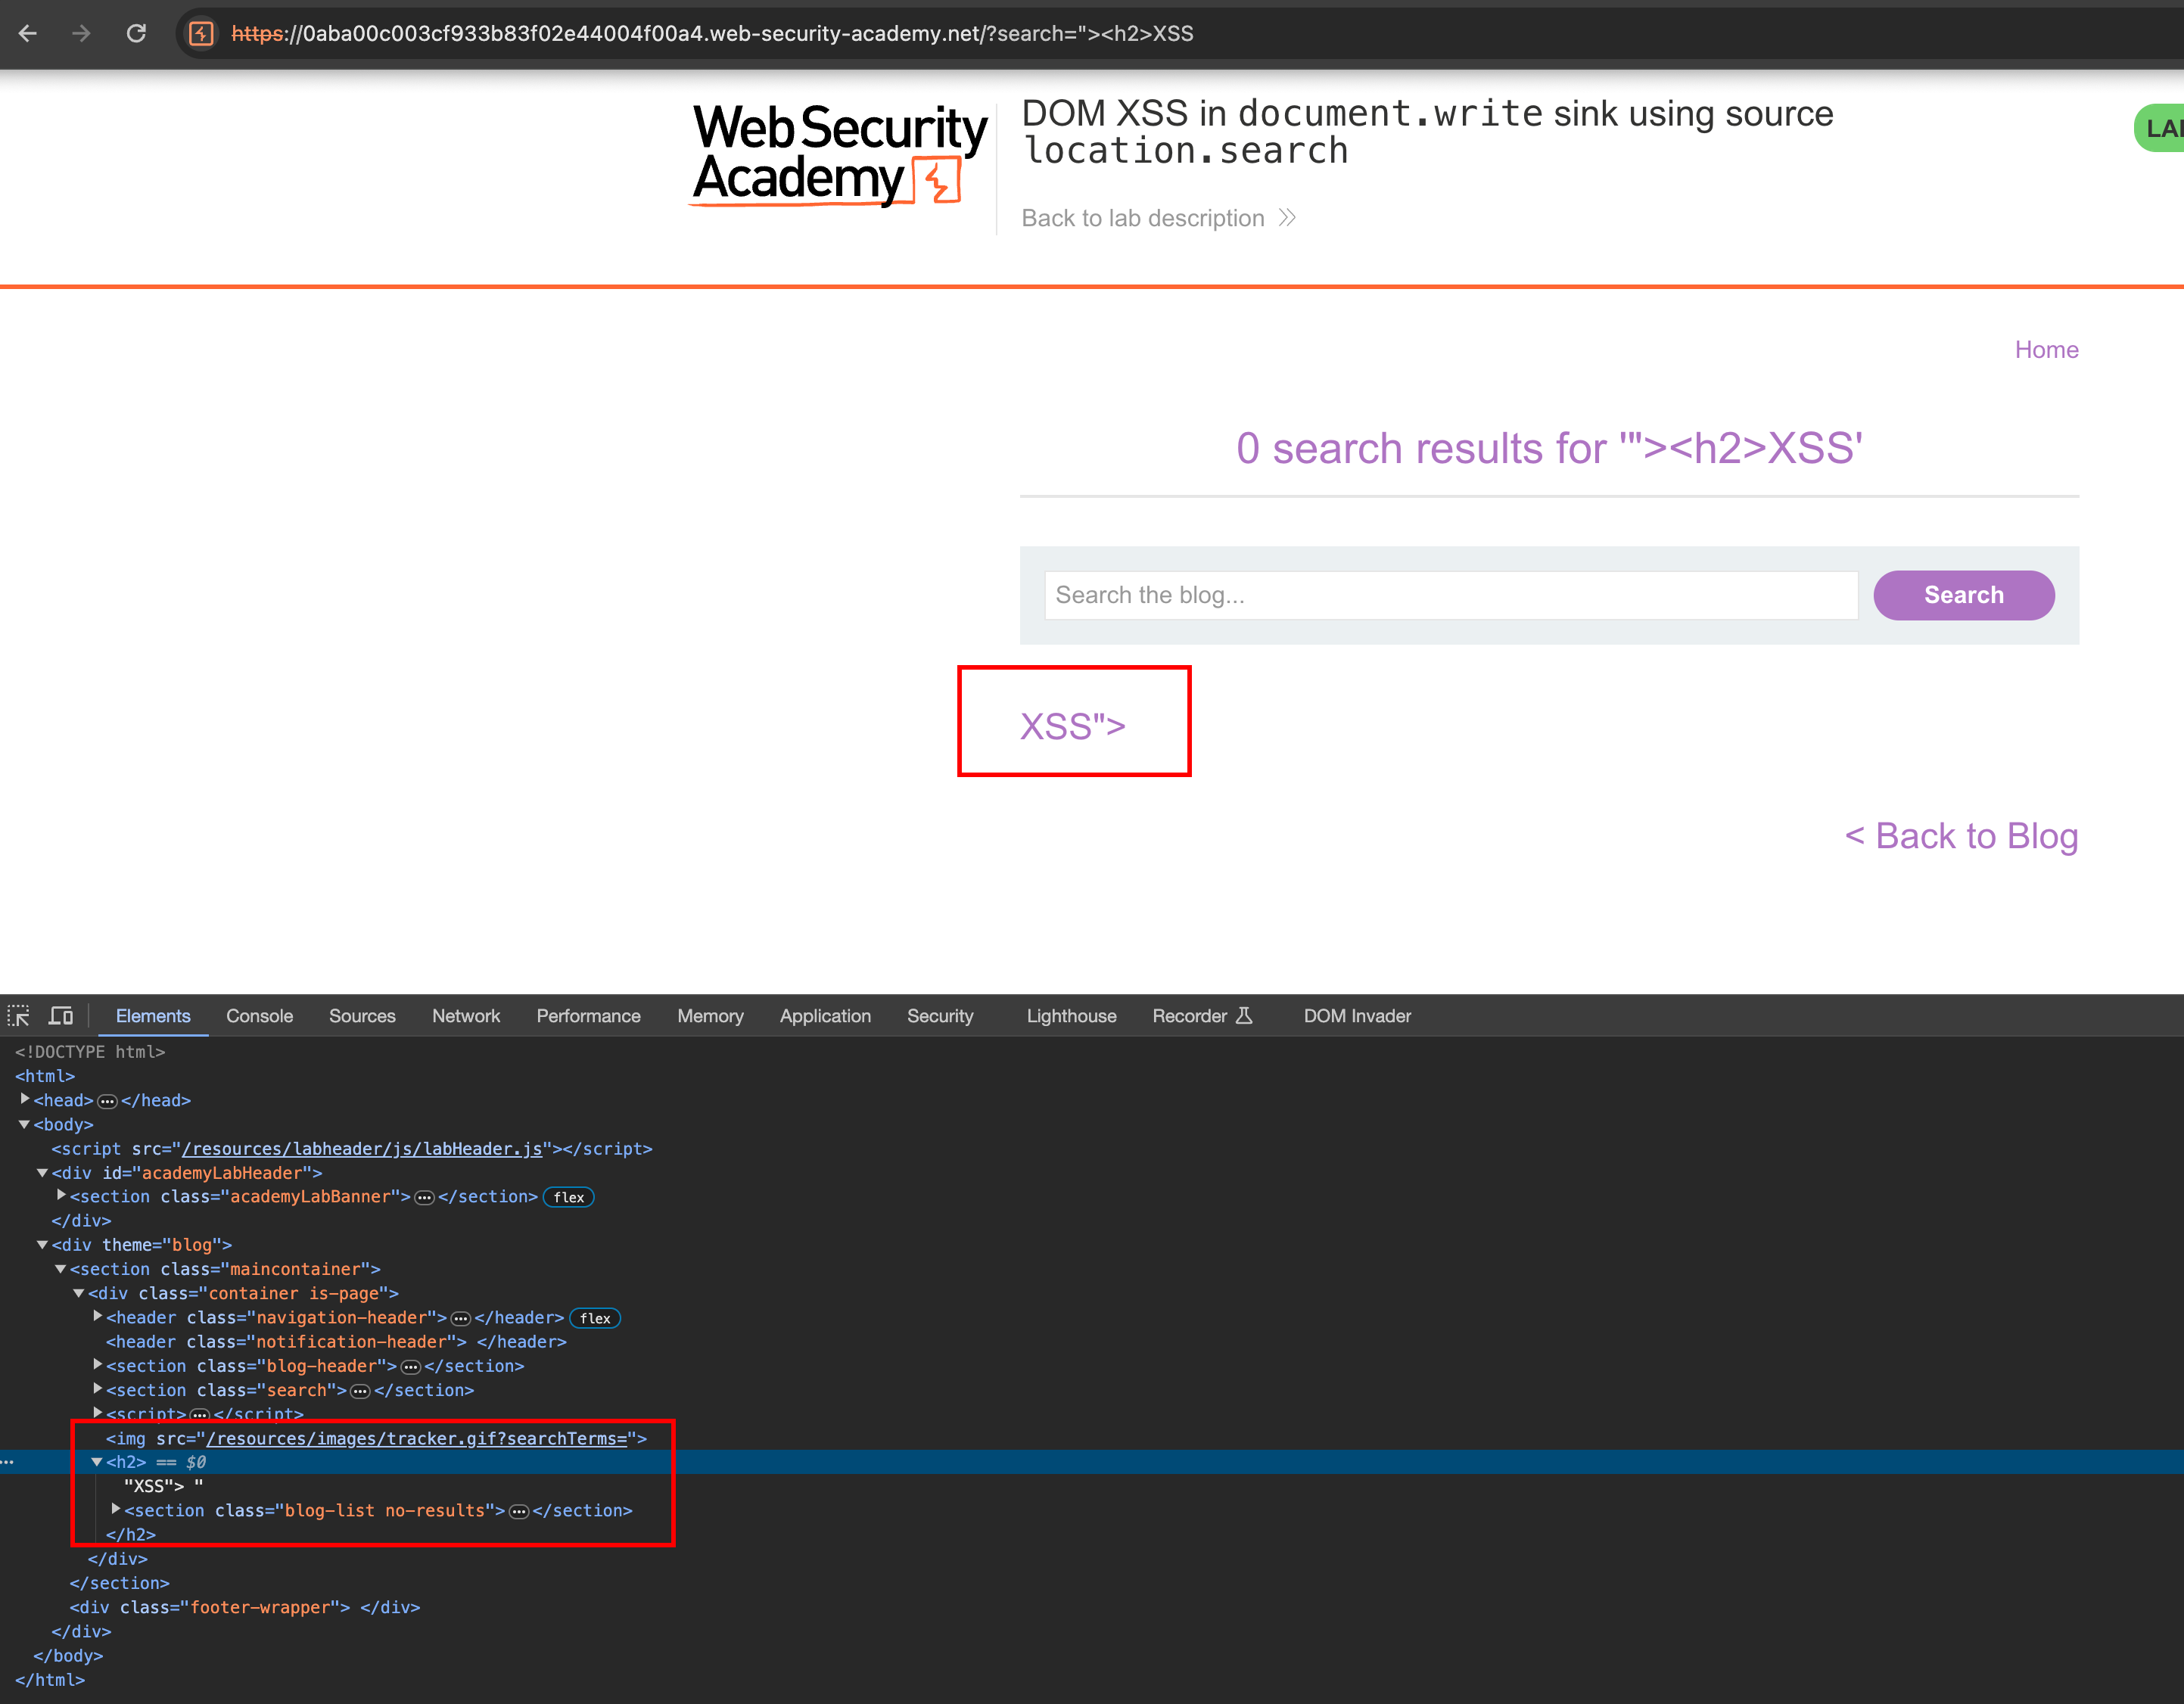 https://0aba00c003cf933b83f02e44004f00a4.web-security-academy.net/?search="><h2>XSS
Web Security
Academy
DOM XSS in document.write sink using source
location.search
Back to lab description
LAB
Home
0 search results for '"><h2>XSS'
Search the blog...
Search
XSS">
< Back to Blog
Elements Console Sources Network Performance Memory Application Security Lighthouse Recorder DOM Invader
<!DOCTYPE html>
<html>
<head>…</head>
<body>
<script src="/resources/labheader/js/labHeader.js"></script>
<div id="academyLabHeader">
<section class="academyLabBanner">…</section> flex
</div>
<div theme="blog">
<section class="maincontainer">
<div class="container is-page">
<header class="navigation-header">…</header> flex
<header class="notification-header"> </header>
<section class="blog-header">…</section>
<section class="search">…</section>
<script>…</script>
<img src="/resources/images/tracker.gif?searchTerms=">
… <h2> == $0
"XSS"> "
<section class="blog-list no-results">…</section>
</h2>
</div>
</section>
<div class="footer-wrapper"> </div>
</div>
</body>
</html>